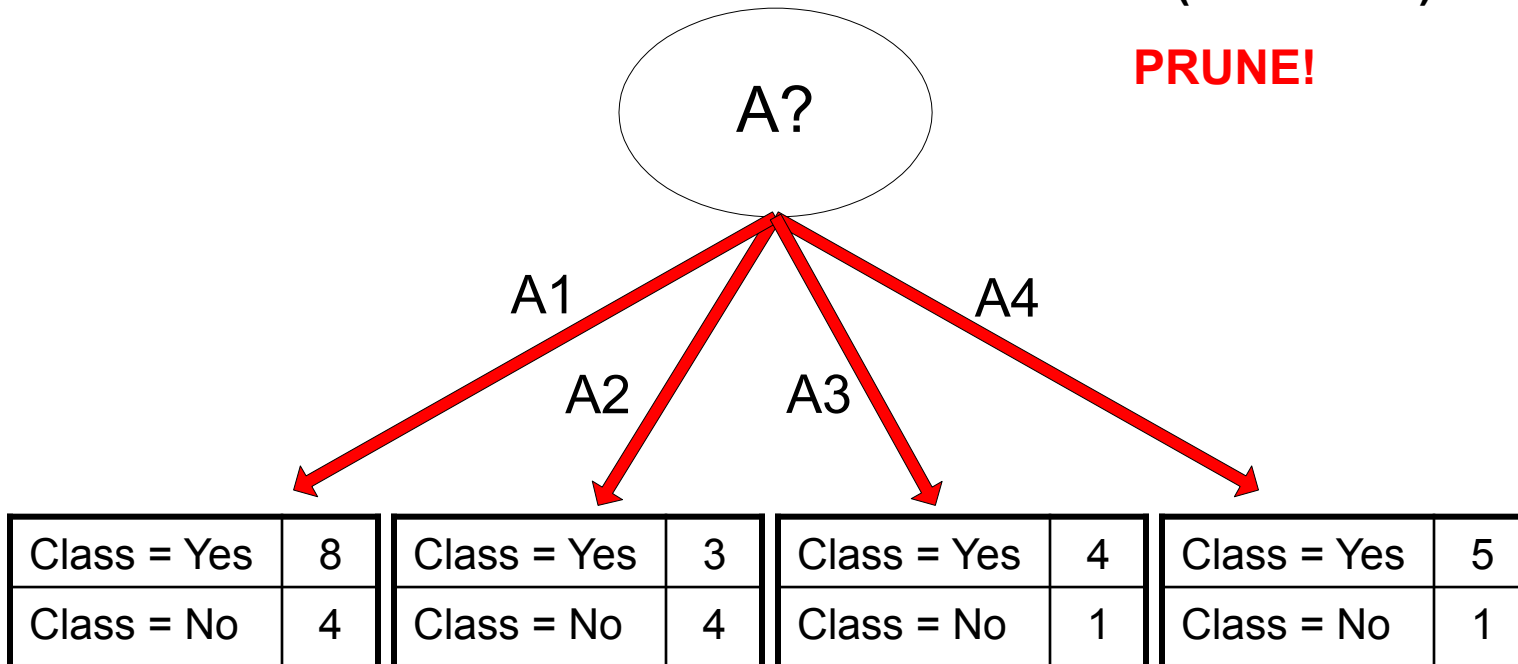 PRUNE!
A?
A1
A4
A2
A3
Class = Yes 8 Class = Yes 3 Class = Yes 4 Class = Yes 5
Class = No 4 Class = No 4 Class = No 1 Class = No 1